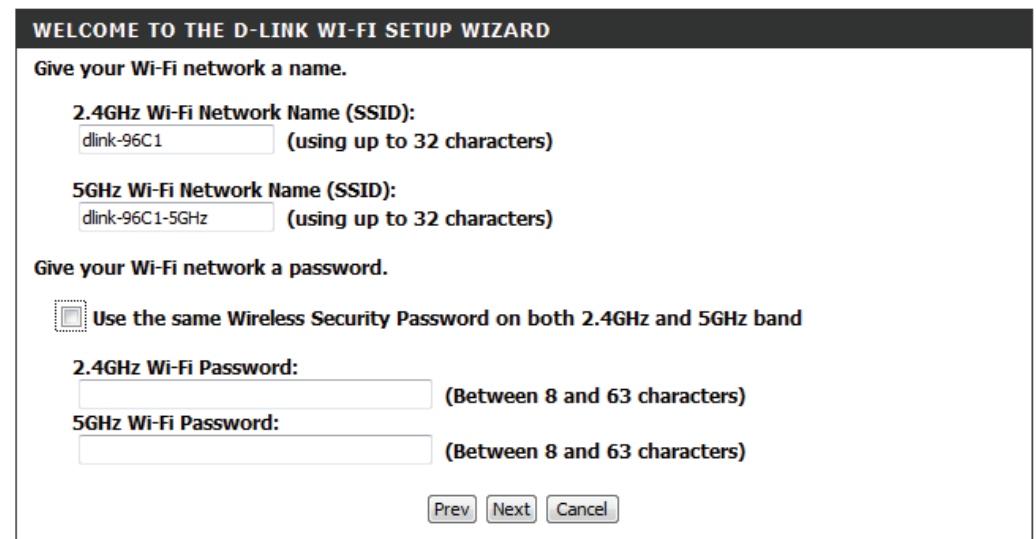 WELCOME TO THE D-LINK WI-FI SETUP WIZARD
Give your Wi-Fi network a name.
2.4GHz Wi-Fi Network Name (SSID):
dlink-96C1 (using up to 32 characters)
5GHz Wi-Fi Network Name (SSID):
dlink-96C1-5GHz (using up to 32 characters)
Give your Wi-Fi network a password.
Use the same Wireless Security Password on both 2.4GHz and 5GHz band
2.4GHz Wi-Fi Password:
(Between 8 and 63 characters)
5GHz Wi-Fi Password:
(Between 8 and 63 characters)
Prev Next Cancel